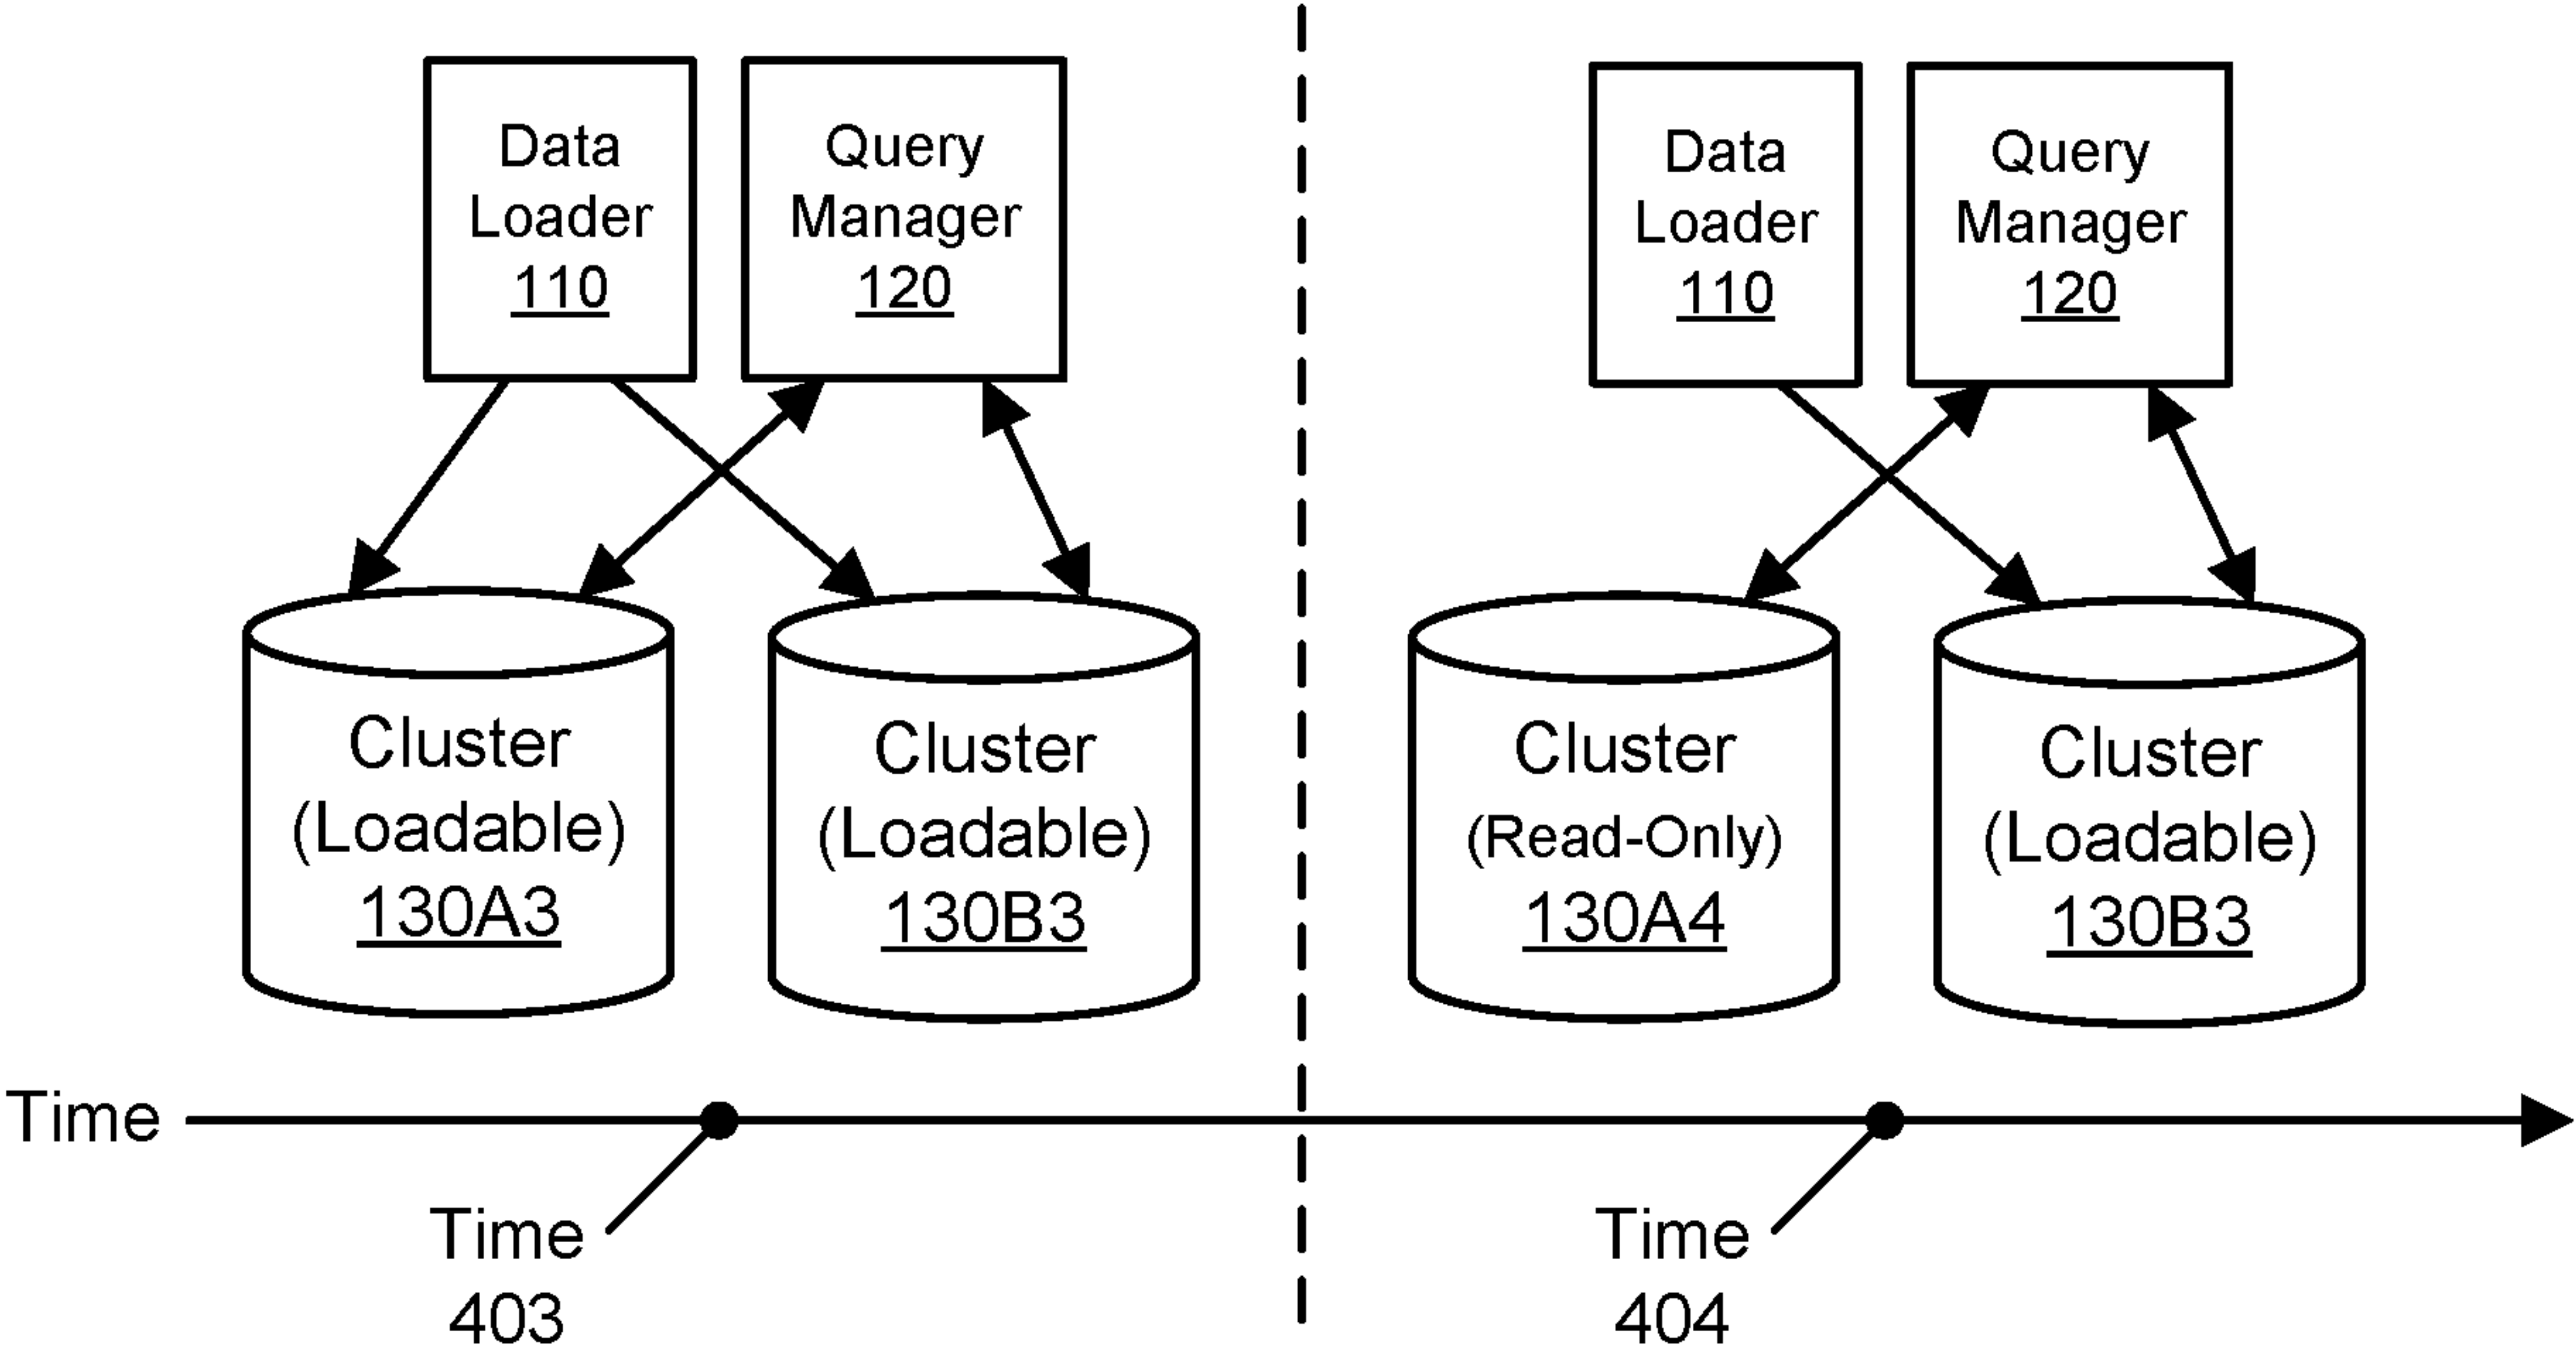 Data
Loader
110
Query
Manager
120
Cluster
(Loadable)
130A3
Cluster
(Loadable)
130B3
Data
Loader
110
Query
Manager
120
Cluster
(Read-Only)
130A4
Cluster
(Loadable)
130B3
Time
Time
403
Time
404